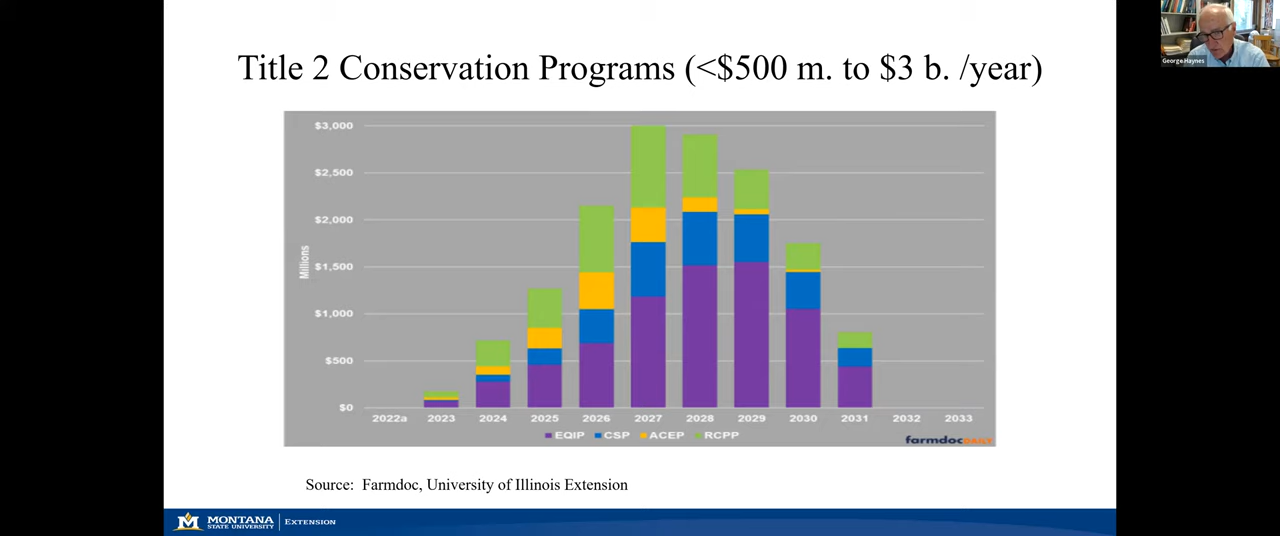 Title 2 Conservation Programs (<$500 m. to $3 b. /year)
George Haynes
$3,000
$2,500
$2,000
$1,500
$1,000
$500
$0
Millions
2022a 2023 2024 2025 2026 2027 2028 2029 2030 2031 2032 2033
EQIP CSP ACEP RCPP
farmdocDAILY
Source: Farmdoc, University of Illinois Extension
M MONTANA STATE UNIVERSITY EXTENSION